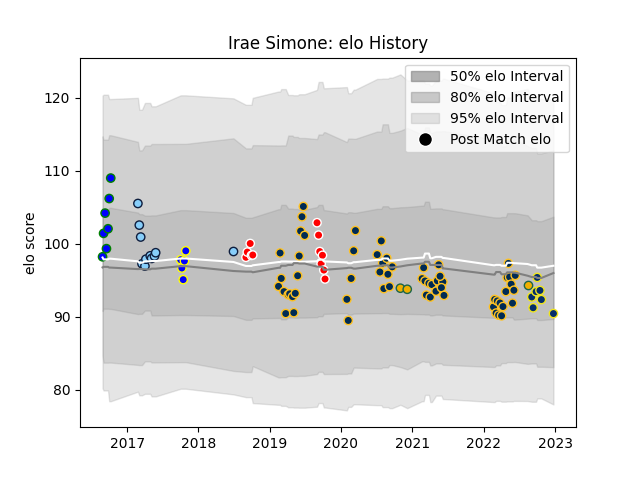 Irae Simone: elo History
50% elo Interval
80% elo Interval
95% elo Interval
Post Match elo
elo score
120
110
100
90
80
2017 2018 2019 2020 2021 2022 2023